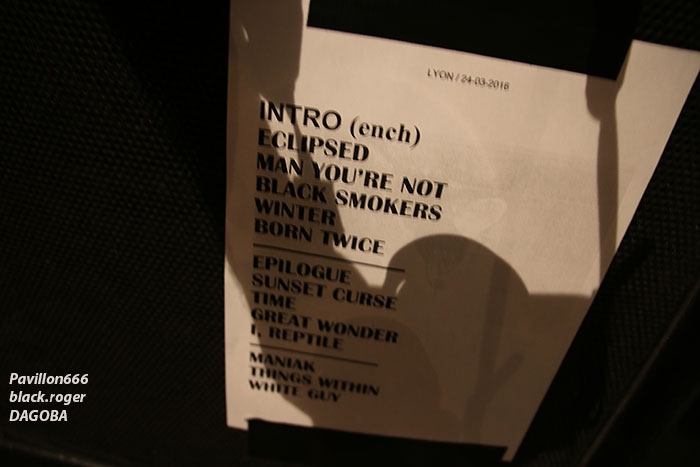 LYON / 24-03-2018
INTRO (ench)
ECLIPSED
MAN YOU'RE NOT
BLACK SMOKERS
WINTER
BORN TWICE
EPILOGUE
SUNSET CURSE
TIME
GREAT WONDER
I, REPTILE
MANIAK
THINGS WITHIN
WHITE GUY
Pavillon666
black.roger
DAGOBA